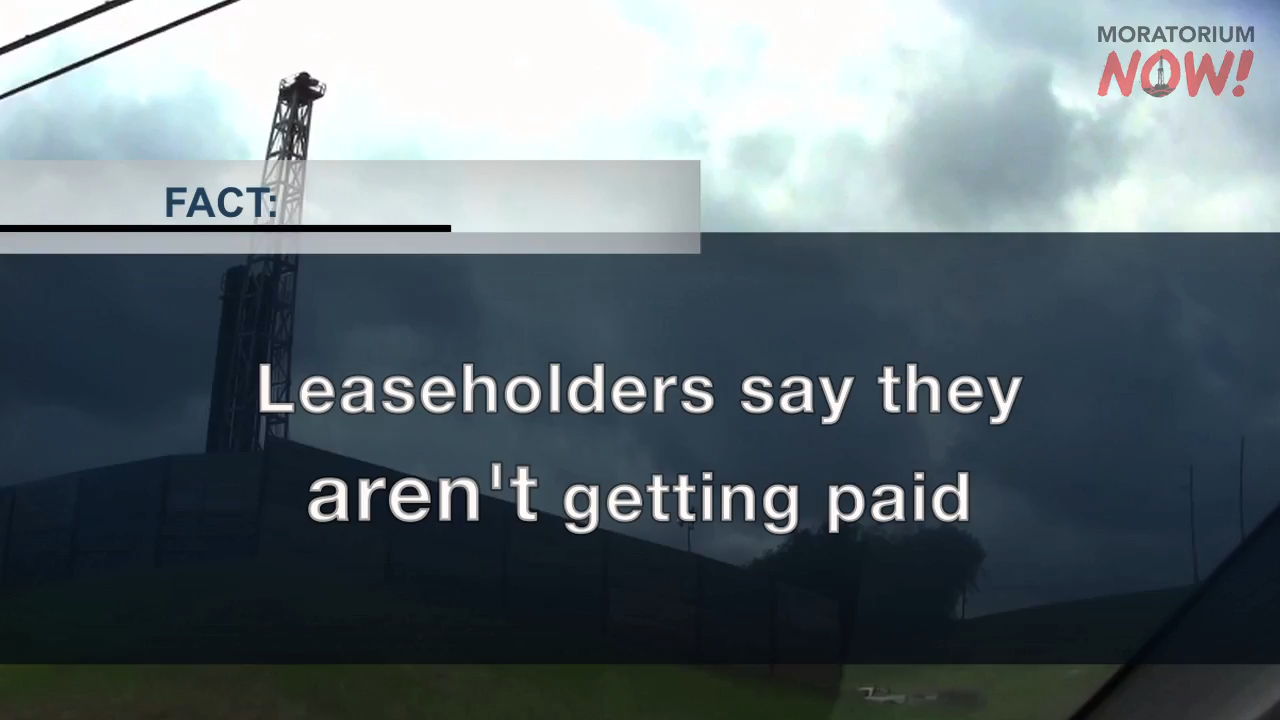 MORATORIUM
NOW!
FACT:
Leaseholders say they
aren't getting paid